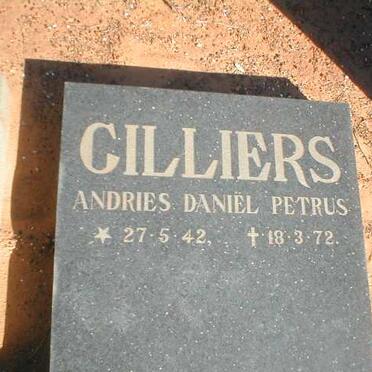 CILLIERS
ANDRIES DANIËL PETRUS
★ 27·5·42, ✝ 18·3·72.